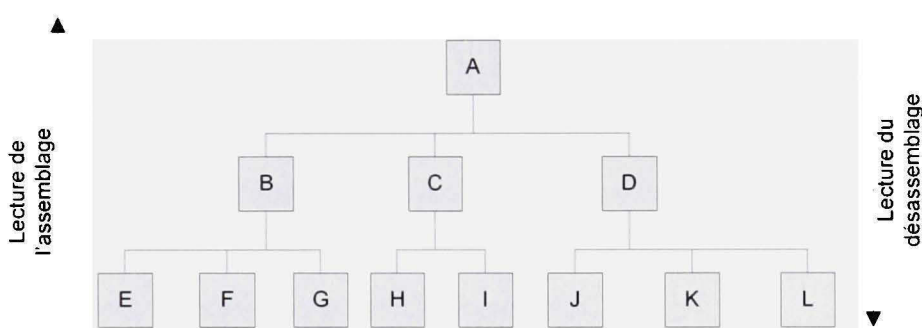 A
B
C
D
E
F
G
H
I
J
K
L
Lecture de
l'assemblage
Lecture du
désassemblage